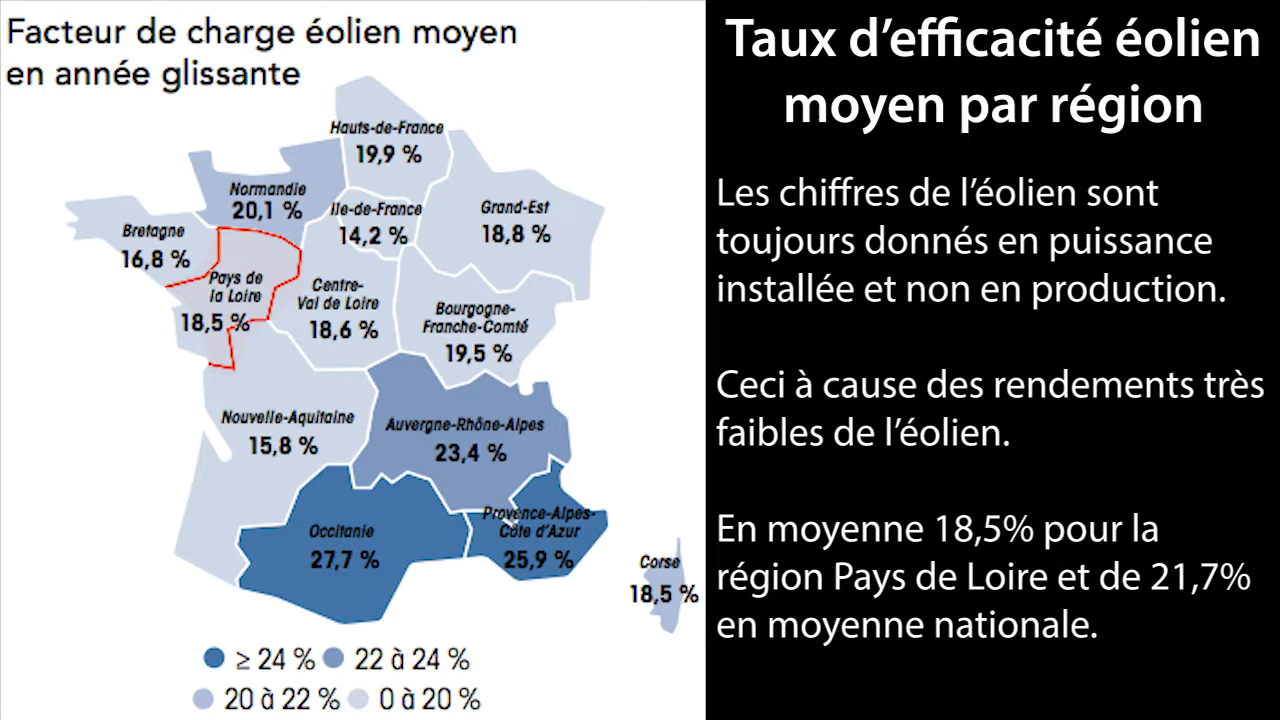 Facteur de charge éolien moyen
en année glissante
Hauts-de-France
19,9 %
Normandie
20,1 %
Ile-de-France
14,2 %
Grand-Est
18,8 %
Bretagne
16,8 %
Pays de
la Loire
18,5 %
Centre-
Val de Loire
18,6 %
Bourgogne-
Franche-Comté
19,5 %
Nouvelle-Aquitaine
15,8 %
Auvergne-Rhône-Alpes
23,4 %
Occitanie
27,7 %
Provence-Alpes-
Côte d'Azur
25,9 %
Corse
18,5 %
≥ 24 % 22 à 24 %
20 à 22 % 0 à 20 %
Taux d’efficacité éolien
moyen par région
Les chiffres de l’éolien sont
toujours donnés en puissance
installée et non en production.
Ceci à cause des rendements très
faibles de l’éolien.
En moyenne 18,5% pour la
région Pays de Loire et de 21,7%
en moyenne nationale.